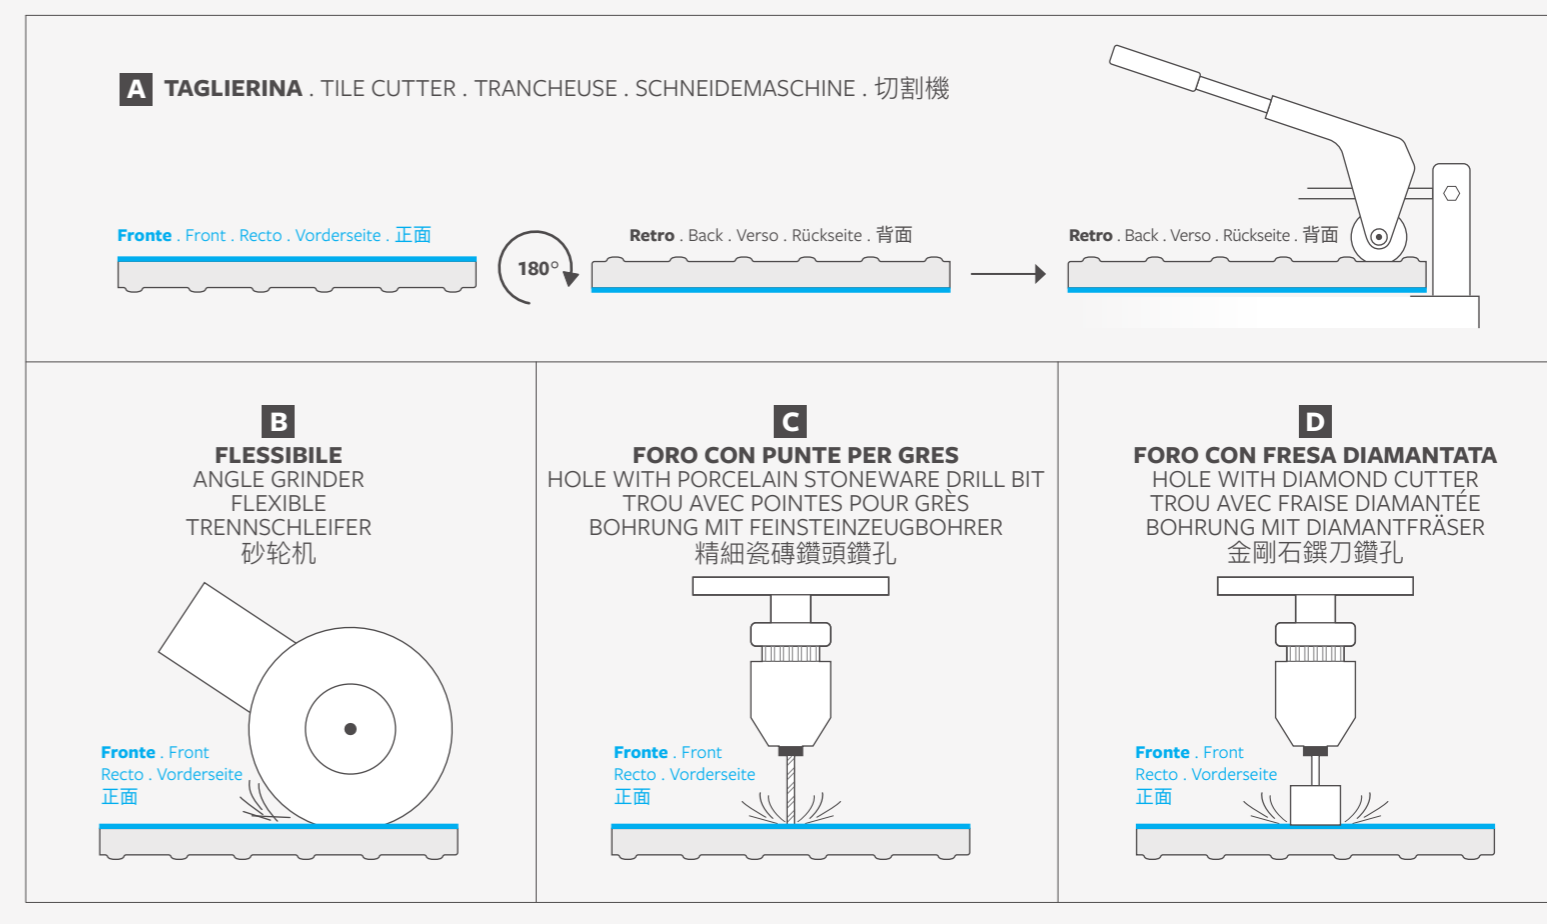 A TAGLIERINA . TILE CUTTER . TRANCHEUSE . SCHNEIDEMASCHINE . 切割機
Fronte . Front . Recto . Vorderseite . 正面
180°
Retro . Back . Verso . Rückseite . 背面
Retro . Back . Verso . Rückseite . 背面
B
FLESSIBILE
ANGLE GRINDER
FLEXIBLE
TRENNSCHLEIFER
砂轮机
Fronte . Front
Recto . Vorderseite
正面
C
FORO CON PUNTE PER GRES
HOLE WITH PORCELAIN STONEWARE DRILL BIT
TROU AVEC POINTES POUR GRÈS
BOHRUNG MIT FEINSTEINZEUGBOHRER
精細瓷磚鑽頭鑽孔
Fronte . Front
Recto . Vorderseite
正面
D
FORO CON FRESA DIAMANTATA
HOLE WITH DIAMOND CUTTER
TROU AVEC FRAISE DIAMANTÉE
BOHRUNG MIT DIAMANTFRÄSER
金剛石鏍刀鑽孔
Fronte . Front
Recto . Vorderseite
正面